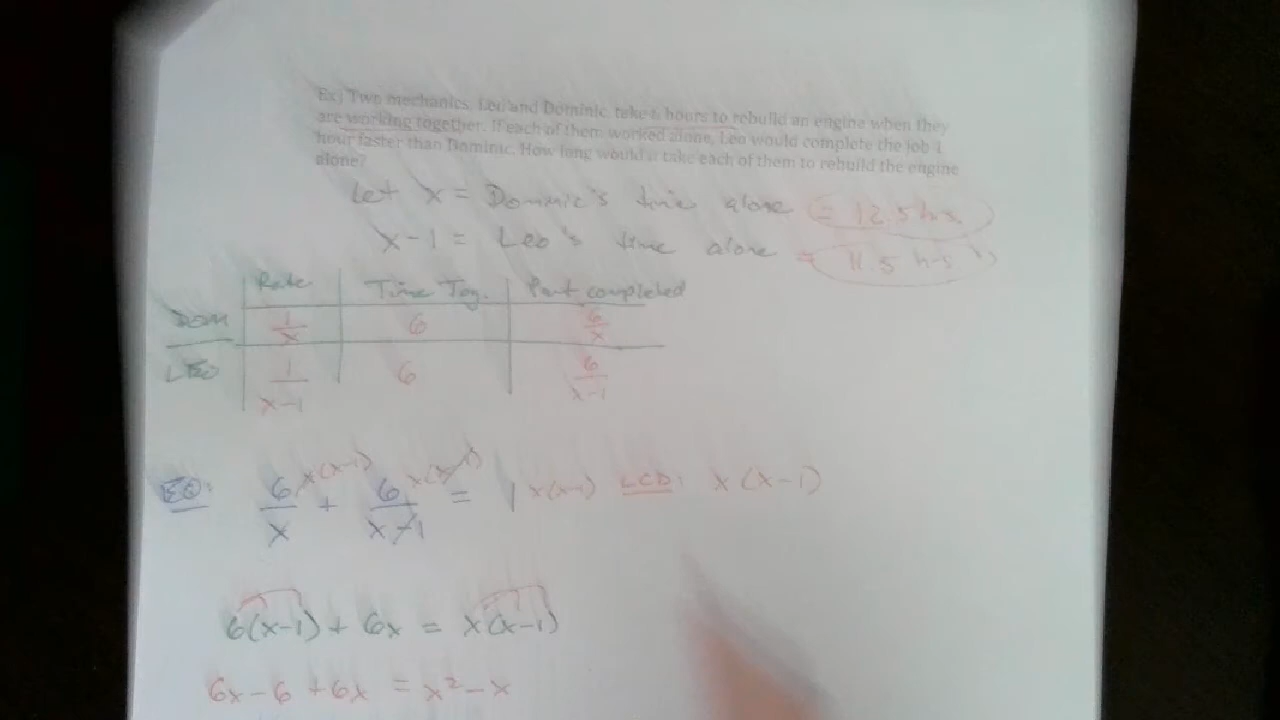 Ex) Two mechanics, Leo and Dominic, take 6 hours to rebuild an engine when they
are working together. If each of them worked alone, Leo would complete the job 1
hour faster than Dominic. How long would it take each of them to rebuild the engine
alone?
Let x = Dominic's time alone = 12.5 hrs.
x-1 = Leo's time alone = 11.5 hrs
Rate Time Tog. Part completed
DOM 1/x 6 6/x
LEO 1/x-1 6 6/x-1
EQ: 6/x x(x-1) + 6/x-1 x(x-1) = 1 x(x-1) LCD: x(x-1)
6(x-1) + 6x = x(x-1)
6x-6 +6x = x²-x